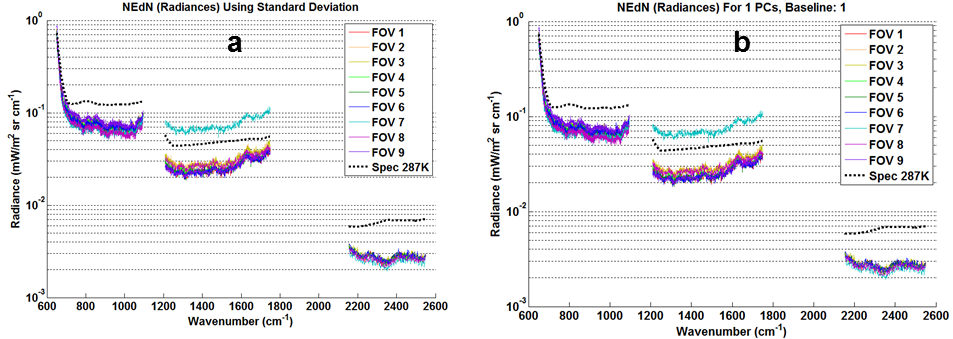 NEdN (Radiances) Using Standard Deviation
a
Radiance (mW/m² sr cm⁻¹)
10⁰
10⁻¹
10⁻²
10⁻³
600 800 1000 1200 1400 1600 1800 2000 2200 2400 2600
Wavenumber (cm⁻¹)
FOV 1
FOV 2
FOV 3
FOV 4
FOV 5
FOV 6
FOV 7
FOV 8
FOV 9
Spec 287K
NEdN (Radiances) For 1 PCs, Baseline: 1
b
Radiance (mW/m² sr cm⁻¹)
10⁰
10⁻¹
10⁻²
10⁻³
600 800 1000 1200 1400 1600 1800 2000 2200 2400 2600
Wavenumber (cm⁻¹)
FOV 1
FOV 2
FOV 3
FOV 4
FOV 5
FOV 6
FOV 7
FOV 8
FOV 9
Spec 287K